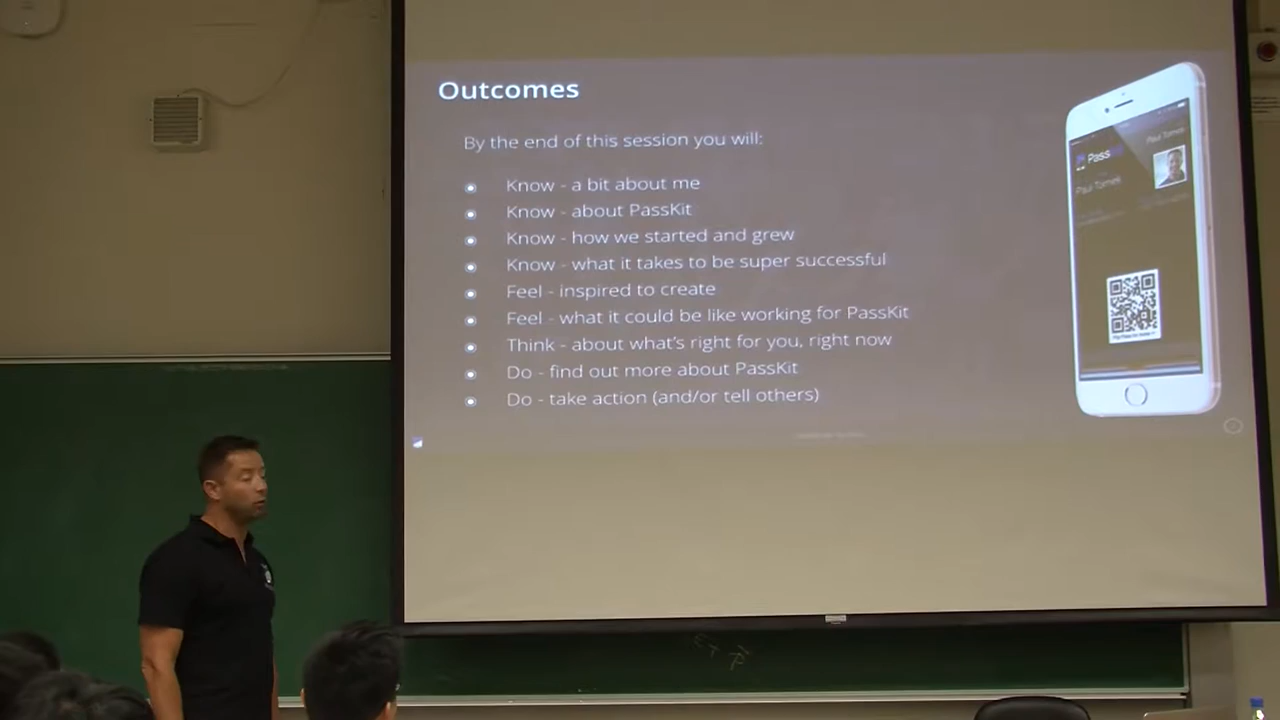 Outcomes
By the end of this session you will:
Know - a bit about me
Know - about PassKit
Know - how we started and grew
Know - what it takes to be super successful
Feel - inspired to create
Feel - what it could be like working for PassKit
Think - about what's right for you, right now
Do - find out more about PassKit
Do - take action (and/or tell others)
Pass
Paul Tomes
Paul Tomes